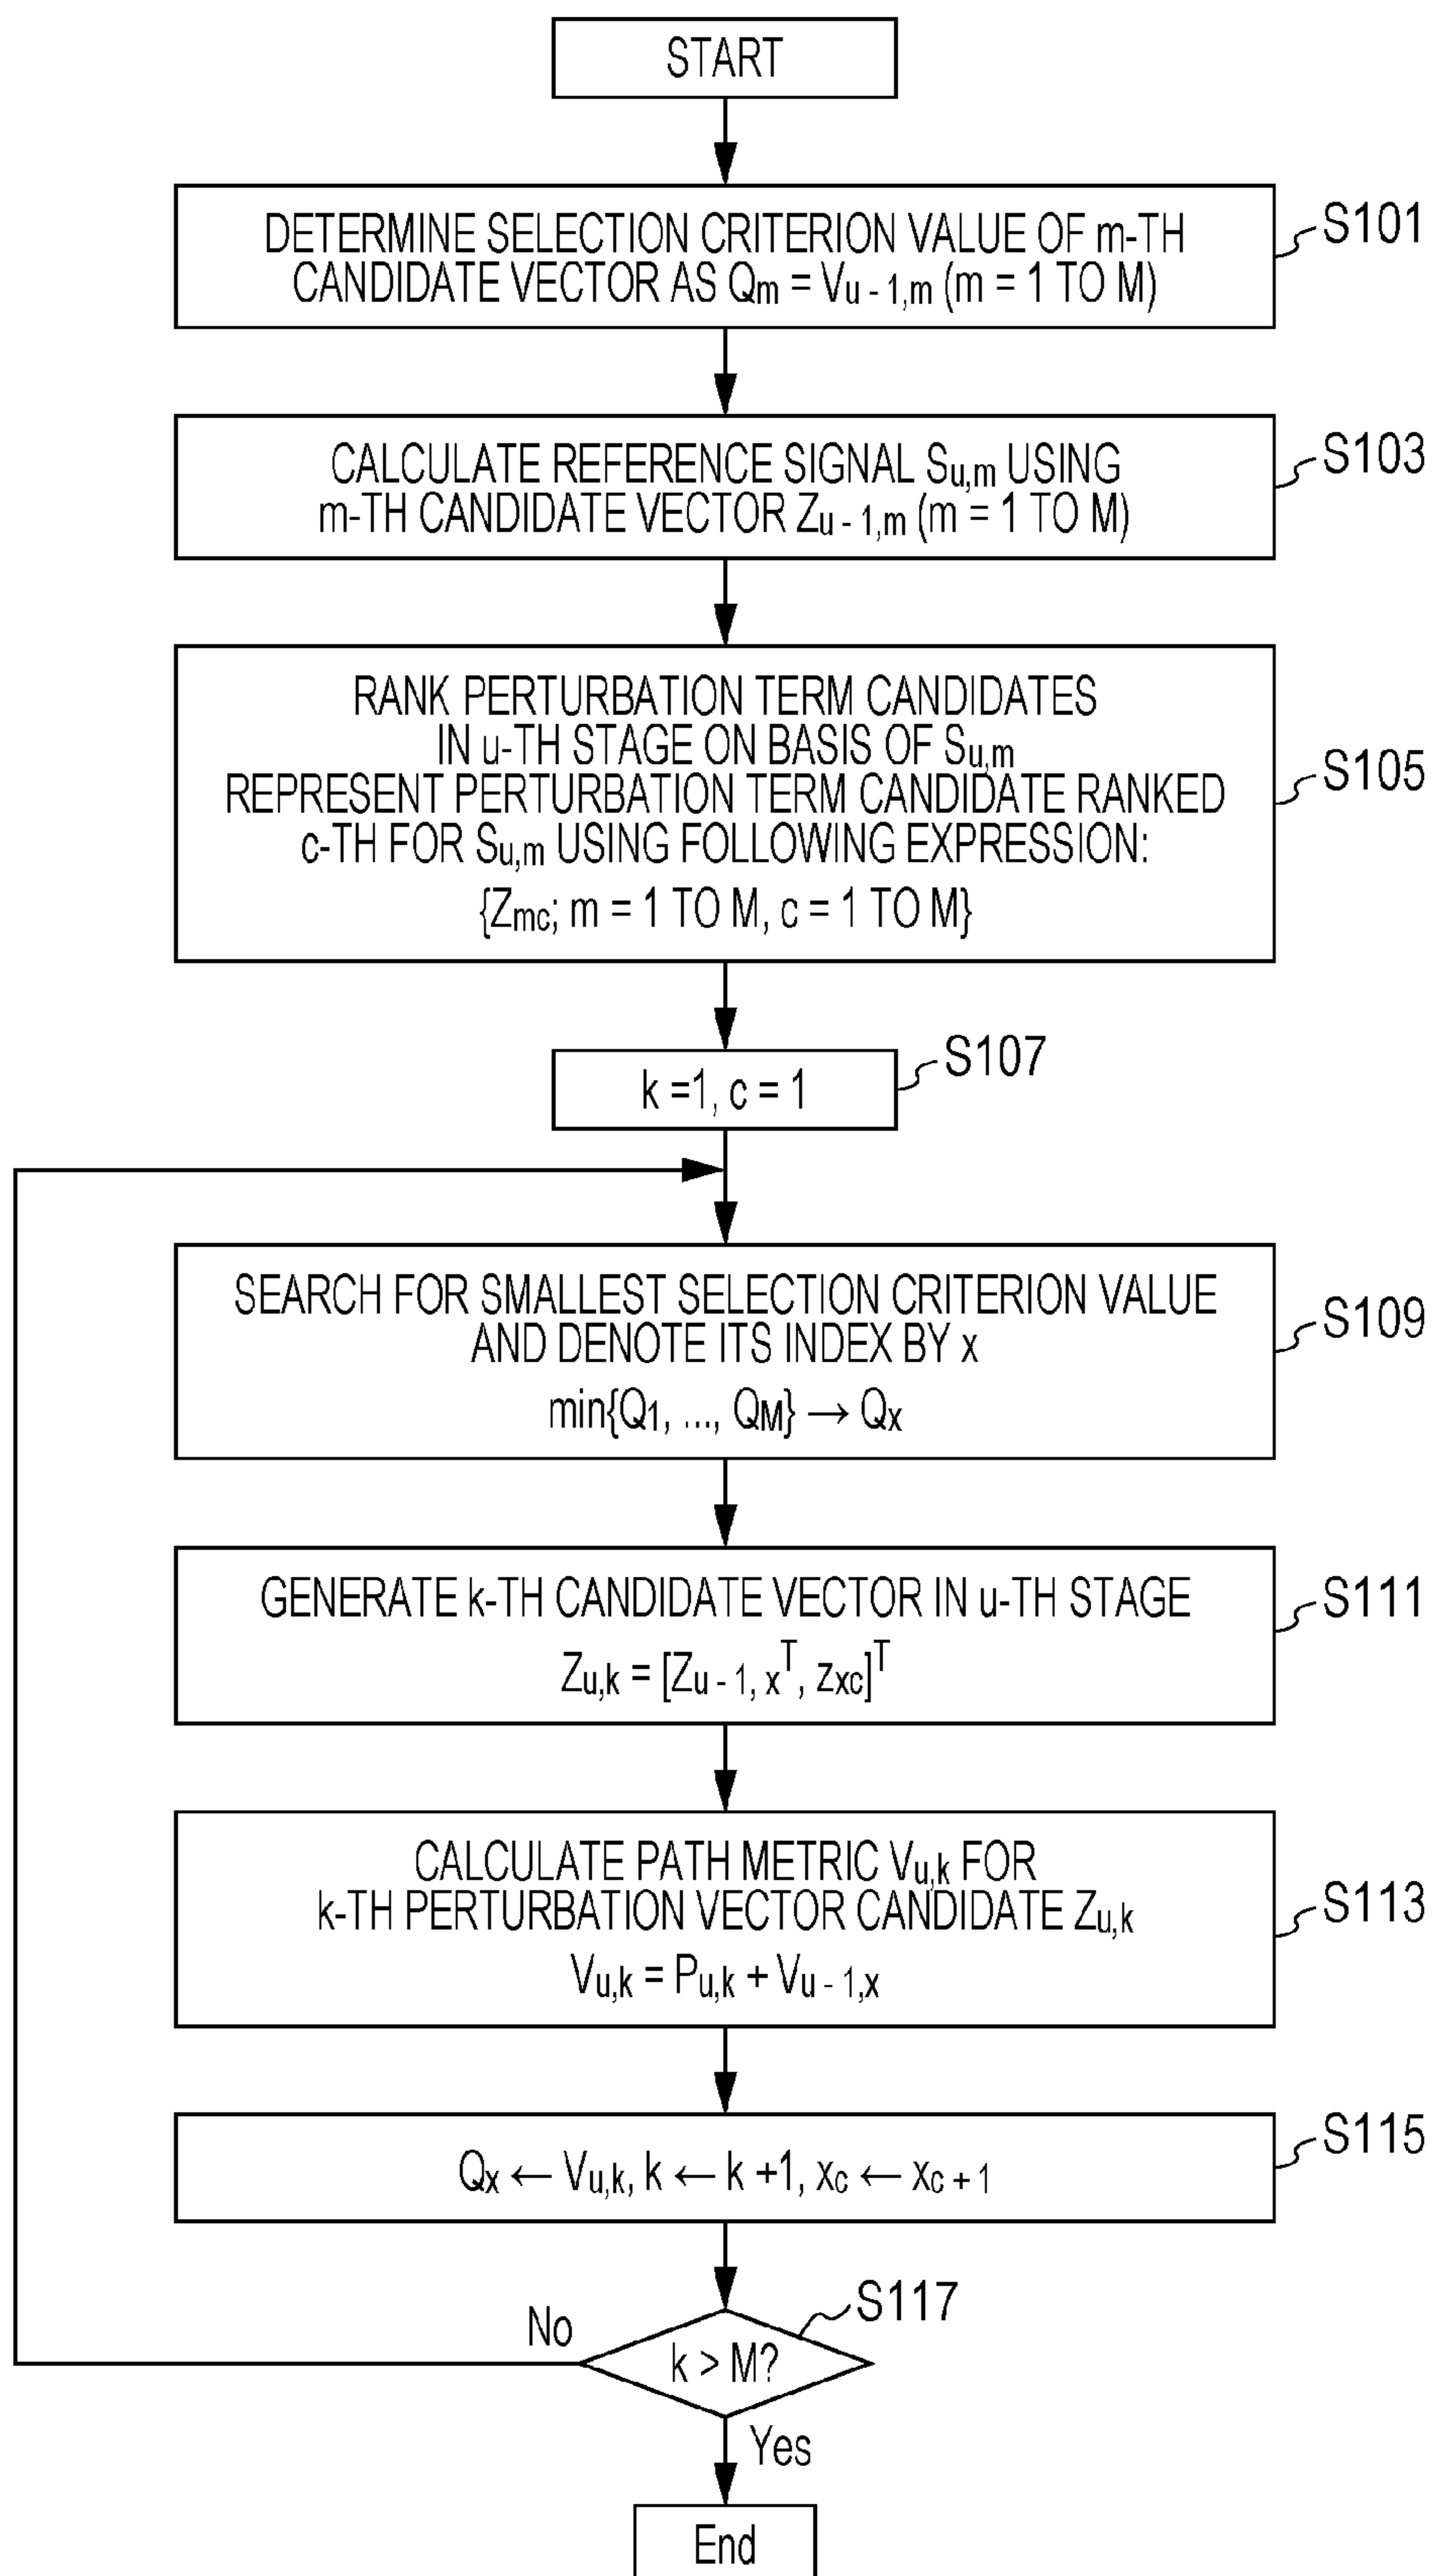 START
DETERMINE SELECTION CRITERION VALUE OF m-TH
CANDIDATE VECTOR AS Qm = Vu - 1,m (m = 1 TO M)
S101
CALCULATE REFERENCE SIGNAL Su,m USING
m-TH CANDIDATE VECTOR Zu - 1,m (m = 1 TO M)
S103
RANK PERTURBATION TERM CANDIDATES
IN u-TH STAGE ON BASIS OF Su,m
REPRESENT PERTURBATION TERM CANDIDATE RANKED
c-TH FOR Su,m USING FOLLOWING EXPRESSION:
{Zmc; m = 1 TO M, c = 1 TO M}
S105
k =1, c = 1
S107
SEARCH FOR SMALLEST SELECTION CRITERION VALUE
AND DENOTE ITS INDEX BY x
min{Q1, ..., QM} → Qx
S109
GENERATE k-TH CANDIDATE VECTOR IN u-TH STAGE
Zu,k = [Zu - 1, x^T, zxc]^T
S111
CALCULATE PATH METRIC Vu,k FOR
k-TH PERTURBATION VECTOR CANDIDATE Zu,k
Vu,k = Pu,k + Vu - 1,x
S113
Qx ← Vu,k, k ← k +1, xc ← xc + 1
S115
k > M?
S117
No
Yes
End